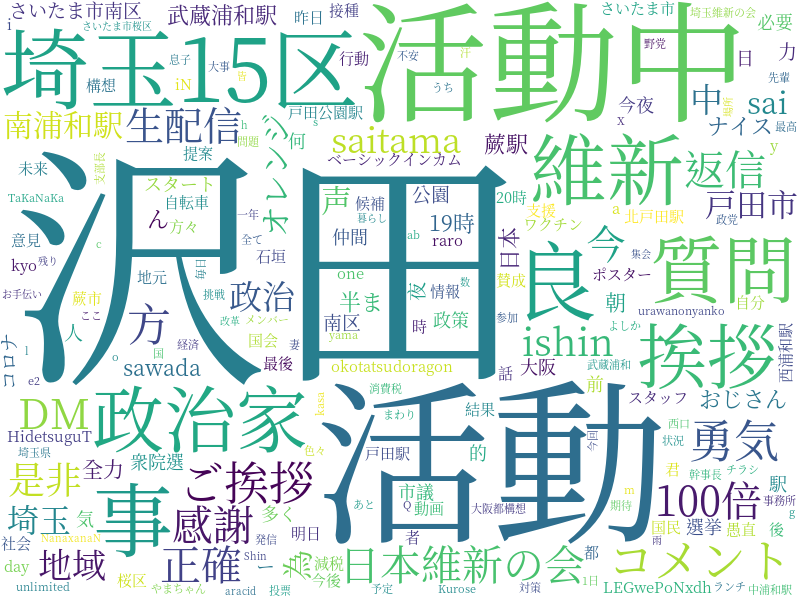 さいたま市南区
武蔵浦和駅
昨日
接種
さいたま市
埼玉維新の会
i
さいたま市桜区
息子
不安
汗
野党
必要
先輩
埼玉15区
活動中
構想
大事
告
iN
行動
うち
日
力
南浦和駅
生配信
戸田公園駅
今夜
中
sai
ナイス
最高
オレンジ
h
問題
s
何
x
y
saitama
蕨駅
維新
返信
未来
支部長
提案
ベーシックインカム
TaKaNaKa
スタート
自転車
一年
声
候補
公園
20時
支援
a
北戸田駅
戸田市
ん
方々
暮らし
仲間
ab
19時
raro
ワクチン
政党
意見
c
全て
石垣
日本
今
kyo
残り
地元
毎日
one
夜
情報
賛成
ポスター
集会
数
沢田
良
質問
お手伝い
方
挑戦
政治
半ま
時
政策
参加
朝
urawanonyanko
自分
蕨市
ここ
改革
メンバー
南区
yama
よしか
コロナ
人
国
経済
妻
国会
ishin
挨拶
西浦和駅
l
o
sawada
最後
okotatsudoragon
話
大阪
前
武蔵浦和
e2
DM
政治家
活動
消費税
kasa
まわり
結果
スタッフ
おじさん
HidetsuguT
色々
戸田駅
的
今回
西口
君
状況
勇気
埼玉県
衆院選
是非
全力
事
ご挨拶
市議
動画
幹事長
チラシ
駅
埼玉
気
多く
感謝
あと
Q
者
大阪都構想
m
期待
100倍
事務所
g
社会
NanaxanaN
発信
明日
国民
選挙
愚直
後
雨
day
地域
正確
Shin
ー
為
減税
今後
日本維新の会
都
コメント
unlimited
桜区
やまちゃん
aracid
投票
予定
Kurose
対策
1日
LEGwePoNxdh
ランチ
中浦和駅